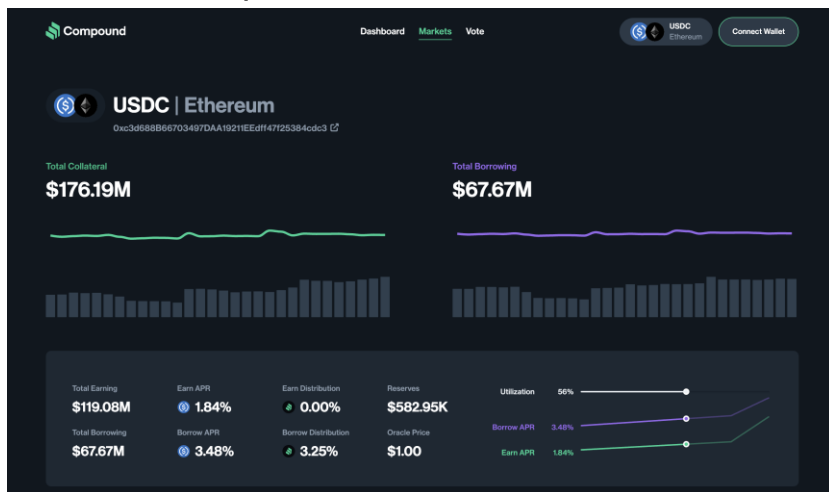 Compound
Dashboard Markets Vote
USDC
Ethereum
Connect Wallet
USDC | Ethereum
0xc3d688B66703497DAA19211EEdff47f25384cdc3
Total Collateral
$176.19M
Total Borrowing
$67.67M
Total Earning
$119.08M
Earn APR
1.84%
Earn Distribution
0.00%
Reserves
$582.95K
Total Borrowing
$67.67M
Borrow APR
3.48%
Borrow Distribution
3.25%
Oracle Price
$1.00
Utilization 56%
Borrow APR 3.48%
Earn APR 1.84%